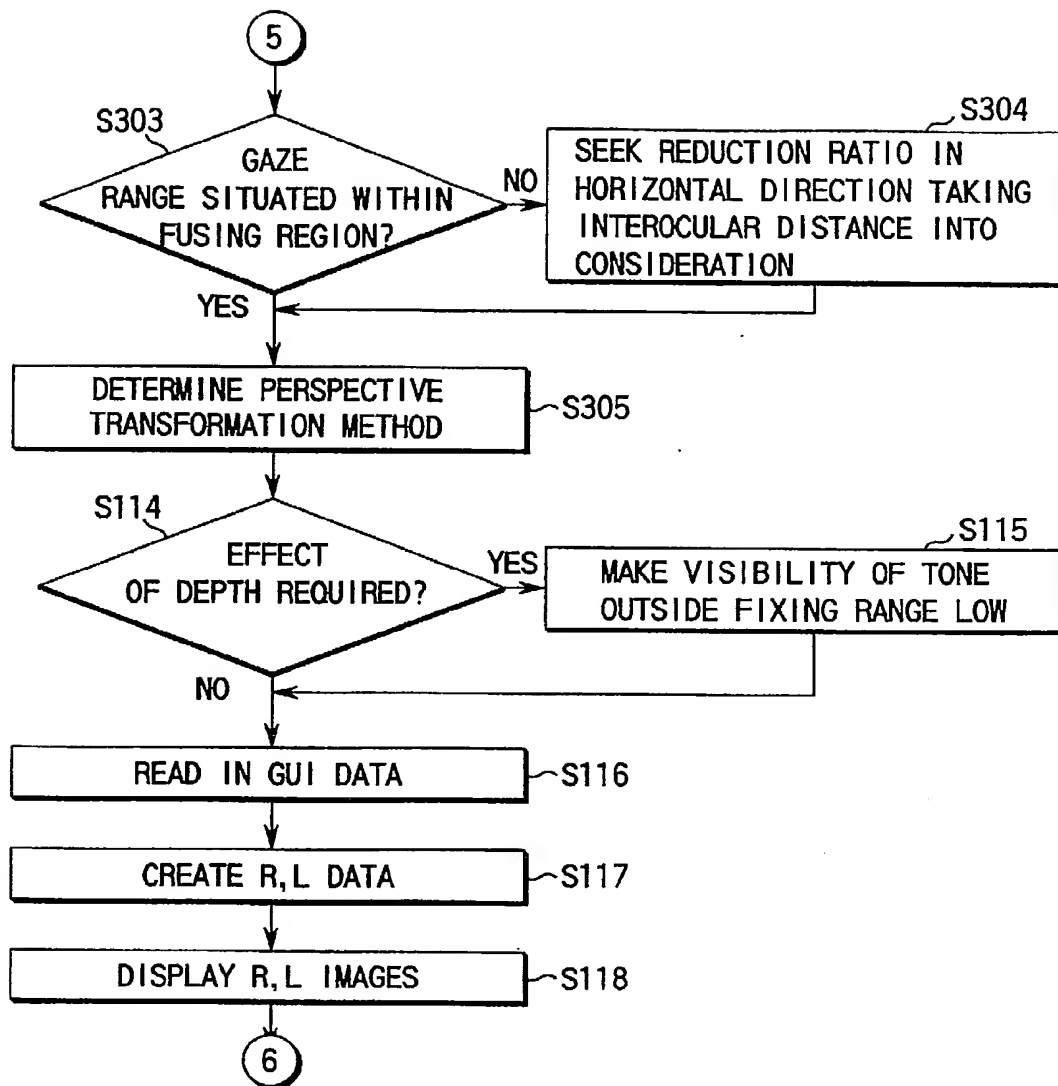 5
S303
GAZE
RANGE SITUATED WITHIN
FUSING REGION?
NO
S304
SEEK REDUCTION RATIO IN
HORIZONTAL DIRECTION TAKING
INTEROCULAR DISTANCE INTO
CONSIDERATION
YES
DETERMINE PERSPECTIVE
TRANSFORMATION METHOD
S305
S114
EFFECT
OF DEPTH REQUIRED?
YES
S115
MAKE VISIBILITY OF TONE
OUTSIDE FIXING RANGE LOW
NO
READ IN GUI DATA
S116
CREATE R,L DATA
S117
DISPLAY R,L IMAGES
S118
6